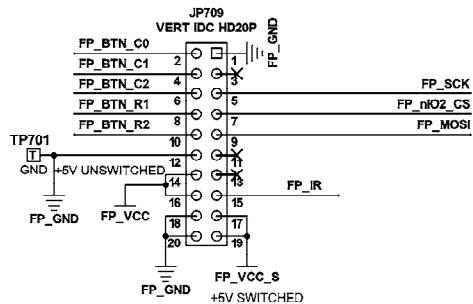 JP709
VERT IDC HD20P
FP_BTN_C0
2
1
FP_GND
FP_BTN_C1
4
3
FP_BTN_C2
6
5
FP_SCK
FP_BTN_R1
8
7
FP_nIO2_CS
FP_BTN_R2
10
9
FP_MOSI
TP701
T
12
11
GND
+5V UNSWITCHED
14
13
FP_IR
16
15
FP_GND
FP_VCC
18
17
20
19
FP_GND
FP_VCC_S
+5V SWITCHED